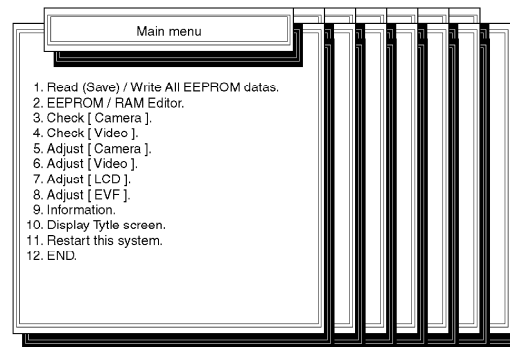 Main menu
1. Read (Save) / Write All EEPROM datas.
2. EEPROM / RAM Editor.
3. Check [ Camera ].
4. Check [ Video ].
5. Adjust [ Camera ].
6. Adjust [ Video ].
7. Adjust [ LCD ].
8. Adjust [ EVF ].
9. Information.
10. Display Tytle screen.
11. Restart this system.
12. END.